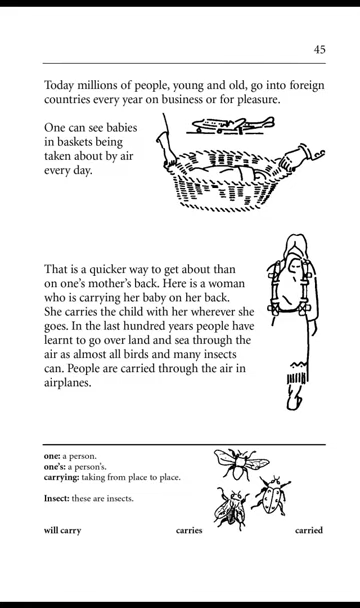 45
Today millions of people, young and old, go into foreign
countries every year on business or for pleasure.
One can see babies
in baskets being
taken about by air
every day.
That is a quicker way to get about than
on one's mother's back. Here is a woman
who is carrying her baby on her back.
She carries the child with her wherever she
goes. In the last hundred years people have
learnt to go over land and sea through the
air as almost all birds and many insects
can. People are carried through the air in
airplanes.
one: a person.
one's: a person's.
carrying: taking from place to place.
Insect: these are insects.
will carry carries carried